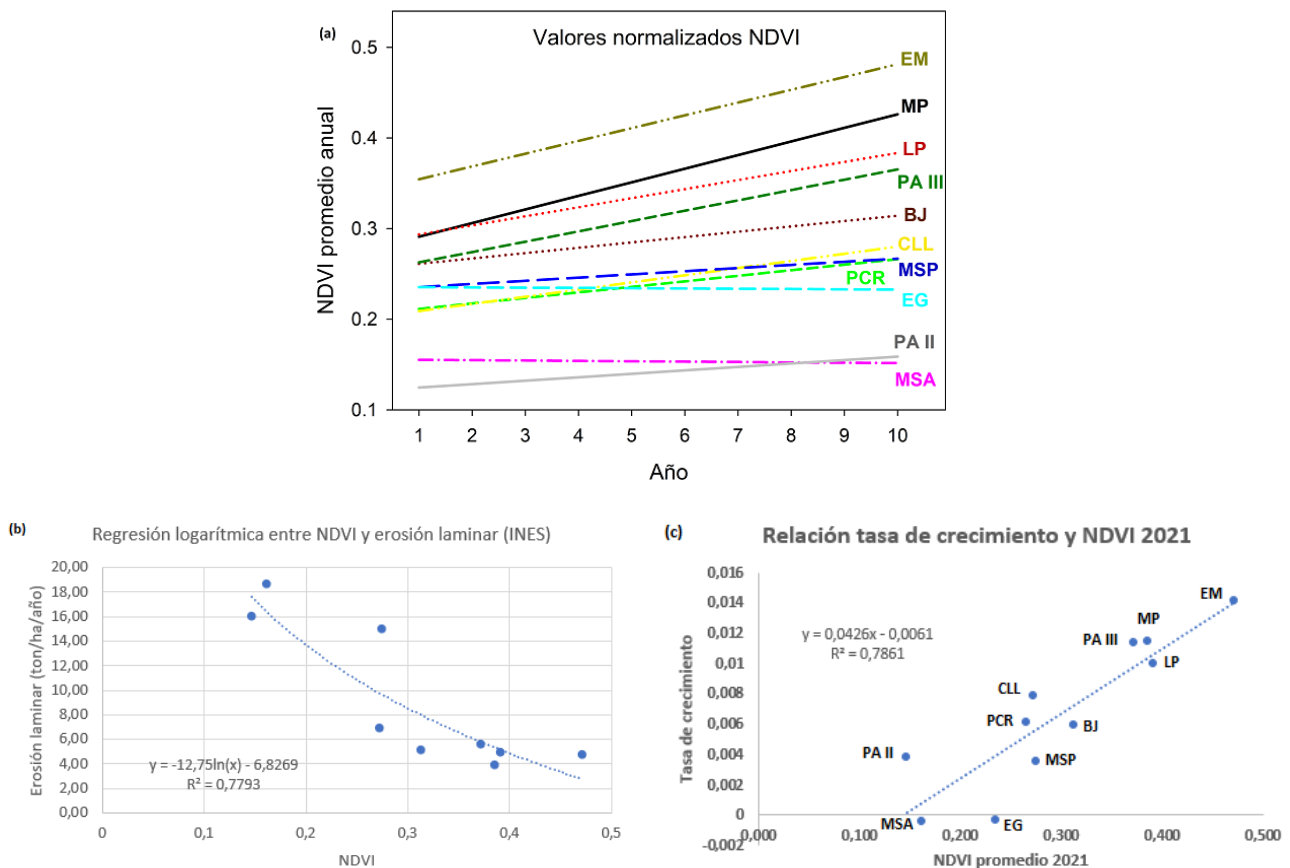 (a)
Valores normalizados NDVI
NDVI promedio anual
0.5
0.4
0.3
0.2
0.1
EM
MP
LP
PA III
BJ
CLL
MSP
PCR
EG
PA II
MSA
1 2 3 4 5 6 7 8 9 10
Año
(b)
Regresión logarítmica entre NDVI y erosión laminar (INES)
Erosión laminar (ton/ha/año)
20,00
18,00
16,00
14,00
12,00
10,00
8,00
6,00
4,00
2,00
0,00
y = -12,75ln(x) - 6,8269
R² = 0,7793
0 0,1 0,2 0,3 0,4 0,5
NDVI
(c)
Relación tasa de crecimiento y NDVI 2021
Tasa de crecimiento
0,016
0,014
0,012
0,01
0,008
0,006
0,004
0,002
0
-0,002
y = 0,0426x - 0,0061
R² = 0,7861
EM
MP
PA III
LP
CLL
PCR
BJ
PA II
MSP
MSA
EG
0,000 0,100 0,200 0,300 0,400 0,500
NDVI promedio 2021